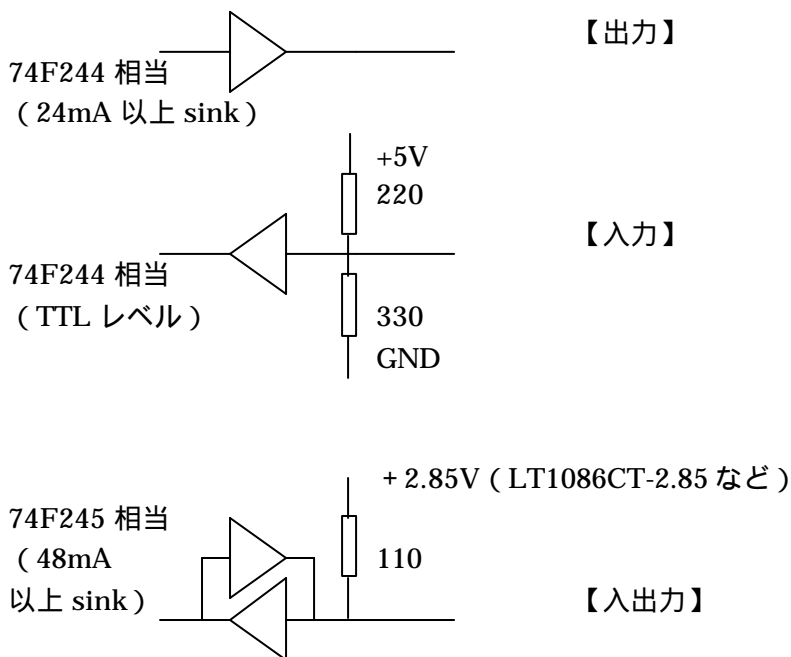 【出力】
74F244 相当
（24mA 以上 sink）
+5V
220
【入力】
74F244 相当
（TTL レベル）
330
GND
+2.85V（LT1086CT-2.85 など）
74F245 相当
（48mA
110
以上 sink）
【入出力】